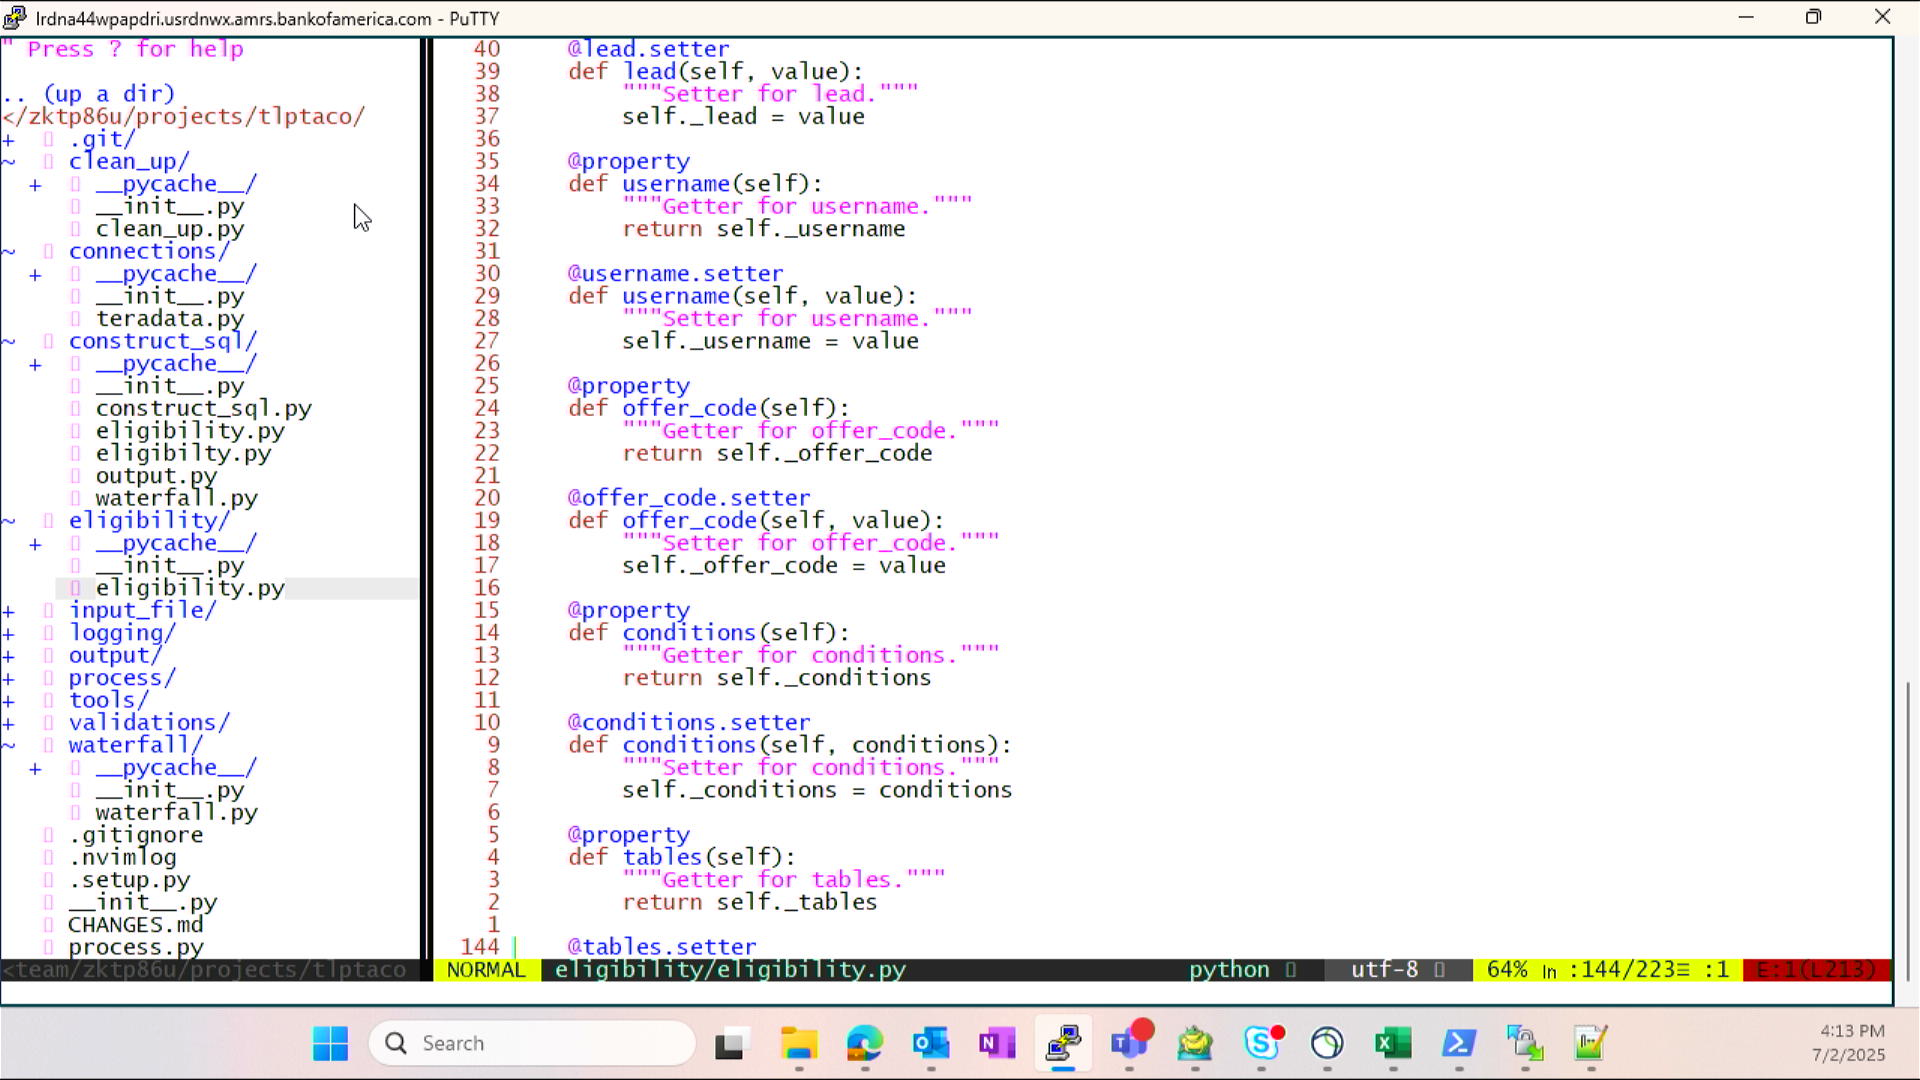 lrdna44wpapdri.usrdnwx.amrs.bankofamerica.com - PuTTY
" Press ? for help
.. (up a dir)
</zktp86u/projects/tlptaco/
+ .git/
~ clean_up/
+ __pycache__/
__init__.py
clean_up.py
~ connections/
+ __pycache__/
__init__.py
teradata.py
~ construct_sql/
+ __pycache__/
__init__.py
construct_sql.py
eligibility.py
eligibilty.py
output.py
waterfall.py
~ eligibility/
+ __pycache__/
__init__.py
eligibility.py
+ input_file/
+ logging/
+ output/
+ process/
+ tools/
+ validations/
~ waterfall/
+ __pycache__/
__init__.py
waterfall.py
.gitignore
.nvimlog
.setup.py
__init__.py
CHANGES.md
process.py
<team/zktp86u/projects/tlptaco
40 @lead.setter
39 def lead(self, value):
38 """Setter for lead."""
37 self._lead = value
36
35 @property
34 def username(self):
33 """Getter for username."""
32 return self._username
31
30 @username.setter
29 def username(self, value):
28 """Setter for username."""
27 self._username = value
26
25 @property
24 def offer_code(self):
23 """Getter for offer_code."""
22 return self._offer_code
21
20 @offer_code.setter
19 def offer_code(self, value):
18 """Setter for offer_code."""
17 self._offer_code = value
16
15 @property
14 def conditions(self):
13 """Getter for conditions."""
12 return self._conditions
11
10 @conditions.setter
9 def conditions(self, conditions):
8 """Setter for conditions."""
7 self._conditions = conditions
6
5 @property
4 def tables(self):
3 """Getter for tables."""
2 return self._tables
1
144 @tables.setter
NORMAL eligibility/eligibility.py python utf-8 64% ln :144/223≡ :1 E:1(L213)
Search
4:13 PM
7/2/2025